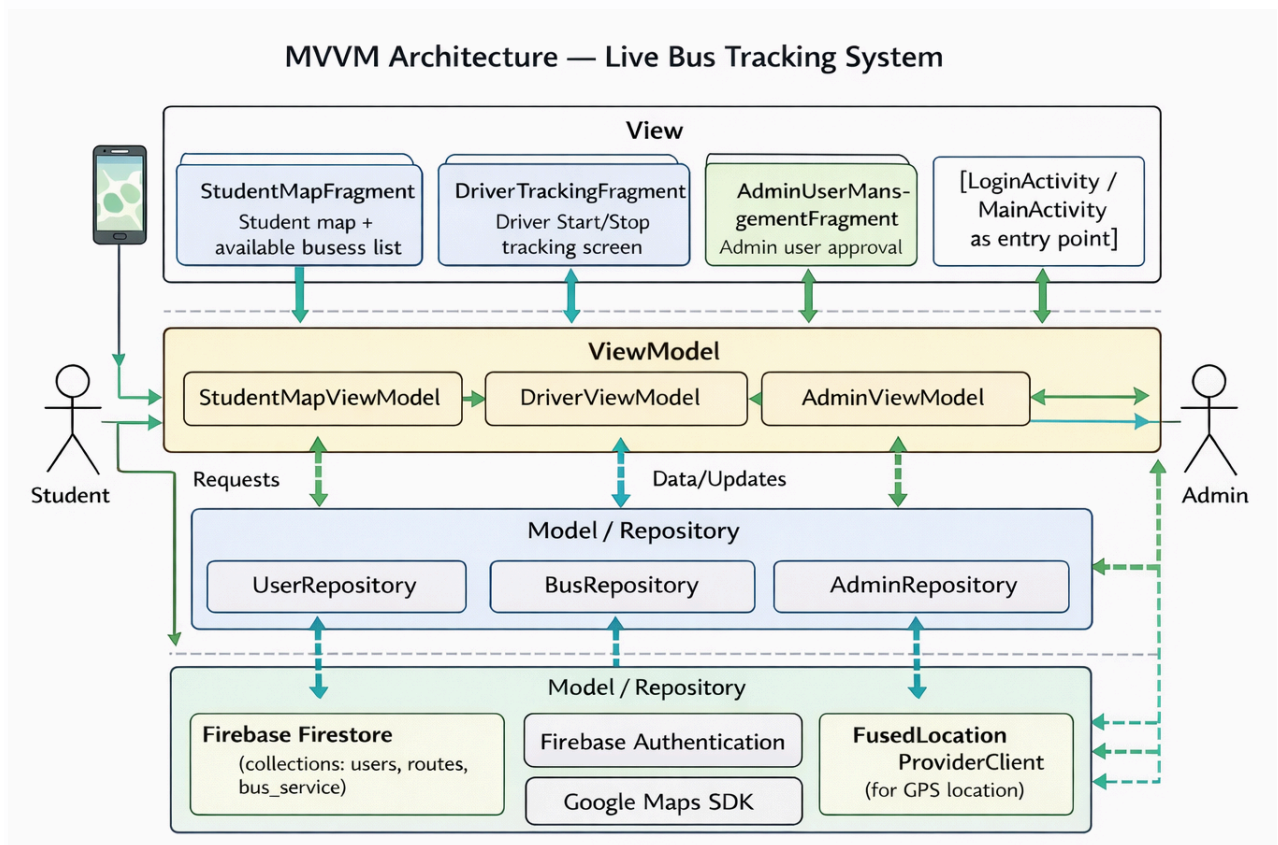 MVVM Architecture — Live Bus Tracking System
View
StudentMapFragment
Student map +
available busess list
DriverTrackingFragment
Driver Start/Stop
tracking screen
AdminUserMans-
gementFragment
Admin user approval
[LoginActivity /
MainActivity
as entry point]
ViewModel
StudentMapViewModel
DriverViewModel
AdminViewModel
Student
Admin
Requests
Data/Updates
Model / Repository
UserRepository
BusRepository
AdminRepository
Model / Repository
Firebase Firestore
(collections: users, routes,
bus_service)
Firebase Authentication
Google Maps SDK
FusedLocation
ProviderClient
(for GPS location)